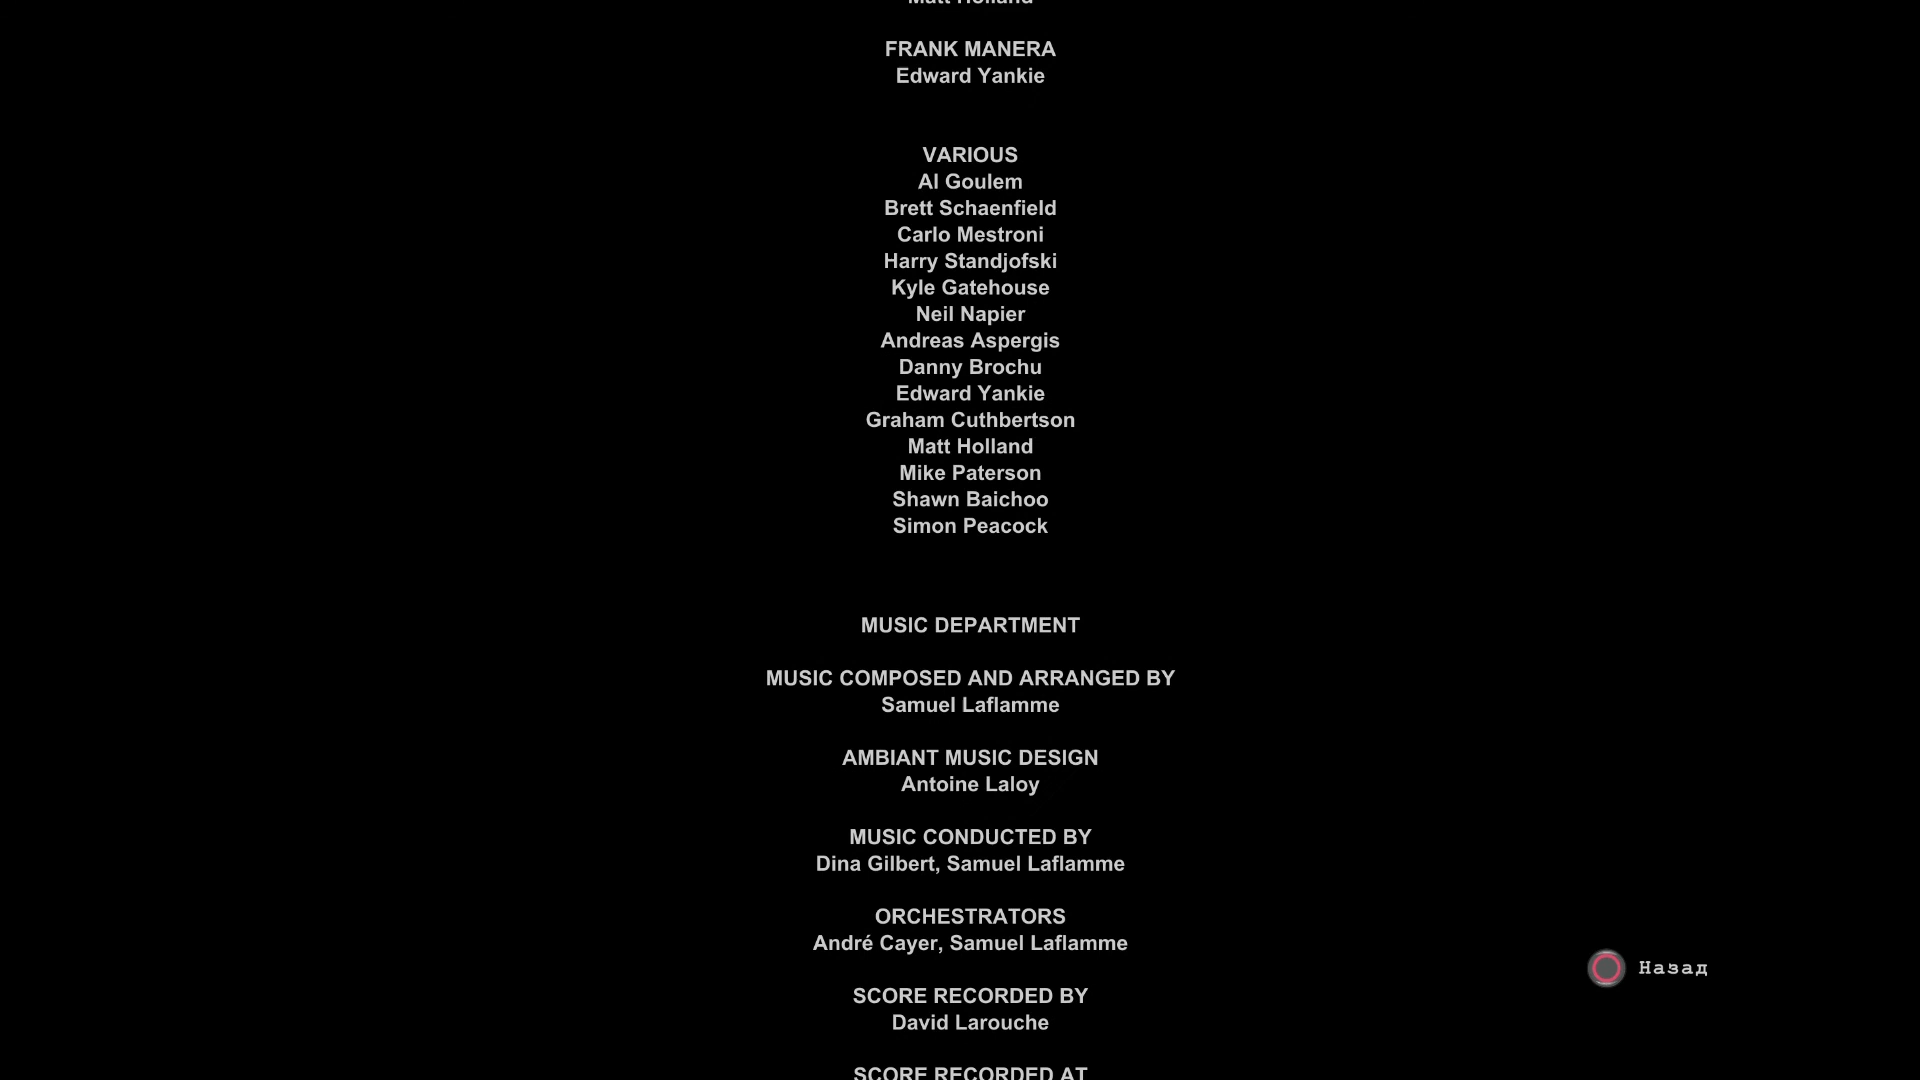 Matt Holland
FRANK MANERA
Edward Yankie
VARIOUS
Al Goulem
Brett Schaenfield
Carlo Mestroni
Harry Standjofski
Kyle Gatehouse
Neil Napier
Andreas Aspergis
Danny Brochu
Edward Yankie
Graham Cuthbertson
Matt Holland
Mike Paterson
Shawn Baichoo
Simon Peacock
MUSIC DEPARTMENT
MUSIC COMPOSED AND ARRANGED BY
Samuel Laflamme
AMBIANT MUSIC DESIGN
Antoine Laloy
MUSIC CONDUCTED BY
Dina Gilbert, Samuel Laflamme
ORCHESTRATORS
André Cayer, Samuel Laflamme
Назад
SCORE RECORDED BY
David Larouche
SCORE RECORDED AT